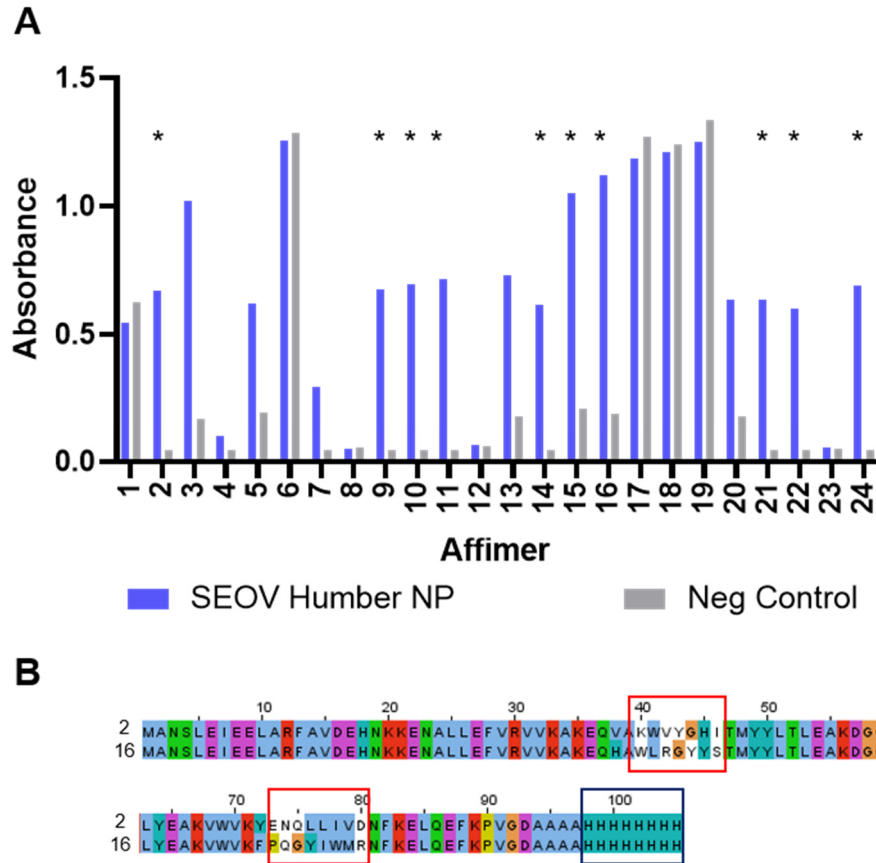 A
1.5
1.0
0.5
0.0
Absorbance
* * * * * * * * * *
1 2 3 4 5 6 7 8 9 10 11 12 13 14 15 16 17 18 19 20 21 22 23 24
Affimer
SEOV Humber NP Neg Control
B
10 20 30 40 50
2 MANSLEIEELARFAVDEHNKKENALLEFVRVVKAKEQVAKWVYGHITMYYLTLEAKDG
16 MANSLEIEELARFAVDEHNKKENALLEFVRVVKAKEQHAWLRGYYSTMYYLTLEAKDG
70 80 90 100
2 LYEAKVWVKYENQLLIVDNFKELQEFKPVGDAAAAHHHHHHHH
16 LYEAKVWVKFPQGYIWMRNFKELQEFKPVGDAAAAHHHHHHHH